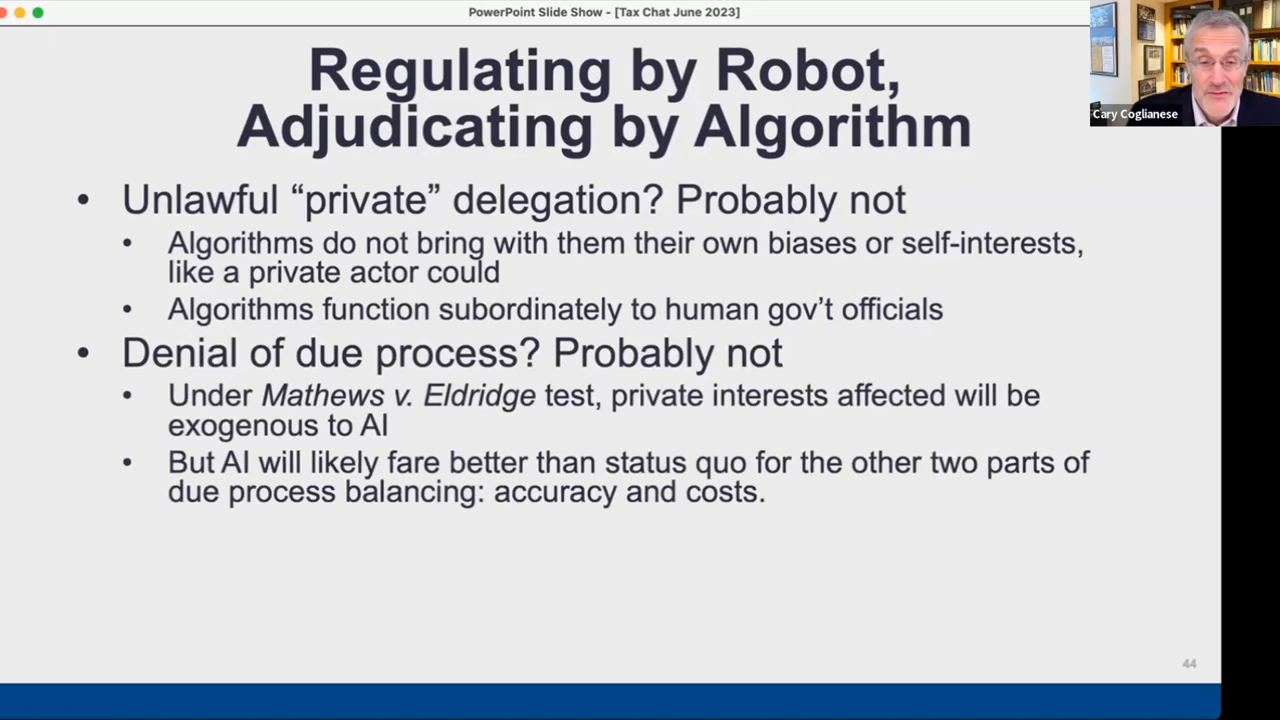 PowerPoint Slide Show - [Tax Chat June 2023]
Cary Coglianese
Regulating by Robot,
Adjudicating by Algorithm
• Unlawful “private” delegation? Probably not
• Algorithms do not bring with them their own biases or self-interests,
like a private actor could
• Algorithms function subordinately to human gov’t officials
• Denial of due process? Probably not
• Under Mathews v. Eldridge test, private interests affected will be
exogenous to AI
• But AI will likely fare better than status quo for the other two parts of
due process balancing: accuracy and costs.
44